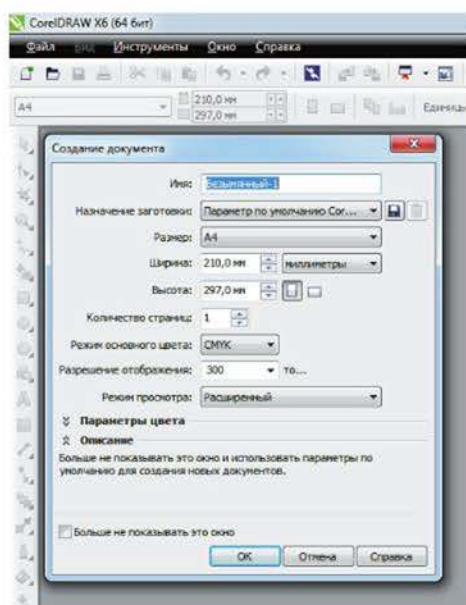 CorelDRAW X6 (64 бит)
Файл Вид Инструменты Окно Справка
A4 210,0 мм
297,0 мм
Единицы
Создание документа
Имя: Безымянный-1
Назначение заготовки: Параметр по умолчанию Cor...
Размер: A4
Ширина: 210,0 мм миллиметры
Высота: 297,0 мм
Количество страниц: 1
Режим основного цвета: CMYK
Разрешение отображения: 300 то...
Режим просмотра: Расширенный
Параметры цвета
Описание
Больше не показывать это окно и использовать параметры по
умолчанию для создания новых документов.
Больше не показывать это окно
OK Отмена Справка